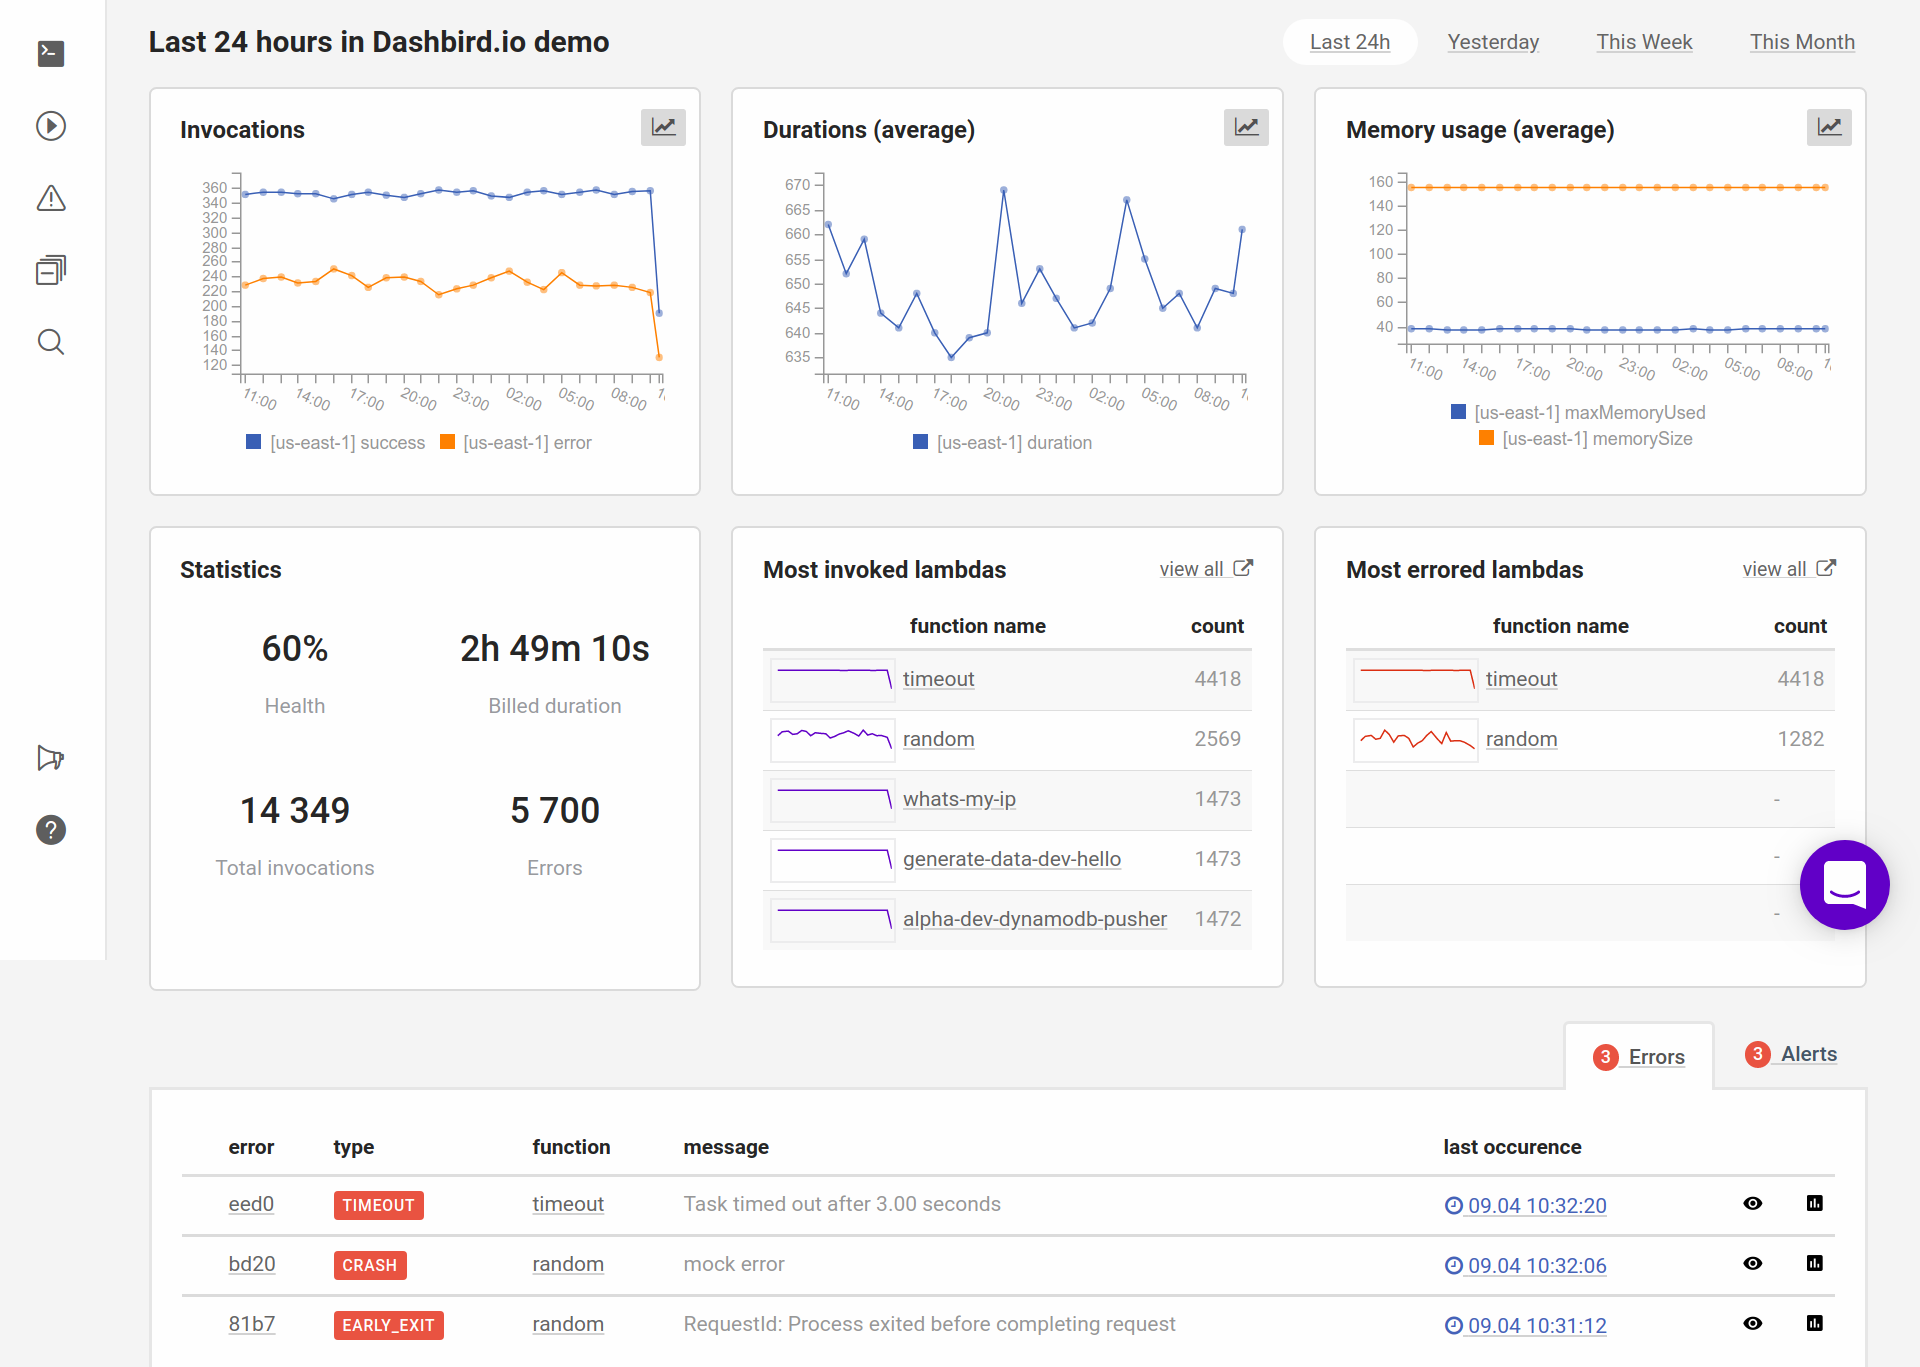 Last 24 hours in Dashbird.io demo
Last 24h Yesterday This Week This Month
Invocations
360
340
320
300
280
260
240
220
200
180
160
140
120
11:00 14:00 17:00 20:00 23:00 02:00 05:00 08:00
[us-east-1] success [us-east-1] error
Durations (average)
670
665
660
655
650
645
640
635
11:00 14:00 17:00 20:00 23:00 02:00 05:00 08:00
[us-east-1] duration
Memory usage (average)
160
140
120
100
80
60
40
11:00 14:00 17:00 20:00 23:00 02:00 05:00 08:00
[us-east-1] maxMemoryUsed
[us-east-1] memorySize
Statistics
60% 2h 49m 10s
Health Billed duration
14 349 5 700
Total invocations Errors
Most invoked lambdas view all
function name count
timeout 4418
random 2569
whats-my-ip 1473
generate-data-dev-hello 1473
alpha-dev-dynamodb-pusher 1472
Most errored lambdas view all
function name count
timeout 4418
random 1282
-
-
-
3 Errors 3 Alerts
error type function message last occurence
eed0 TIMEOUT timeout Task timed out after 3.00 seconds 09.04 10:32:20
bd20 CRASH random mock error 09.04 10:32:06
81b7 EARLY_EXIT random RequestId: Process exited before completing request 09.04 10:31:12